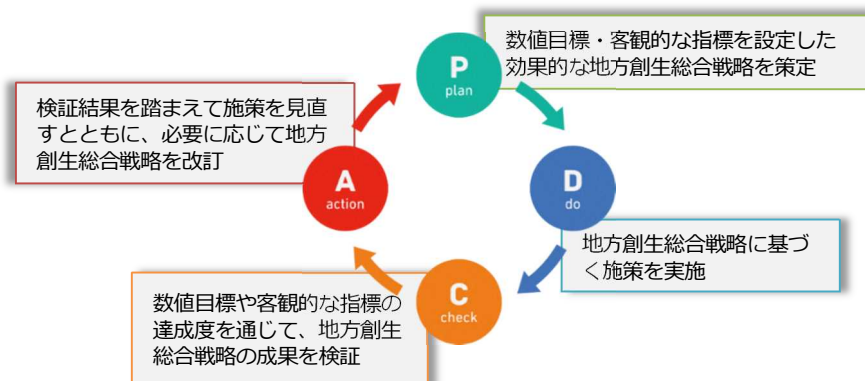 P
plan
数値目標・客観的な指標を設定した
効果的な地方創生総合戦略を策定
D
do
地方創生総合戦略に基づ
く施策を実施
C
check
数値目標や客観的な指標の
達成度を通じて、地方創生
総合戦略の成果を検証
A
action
検証結果を踏まえて施策を見直
すとともに、必要に応じて地方
創生総合戦略を改訂